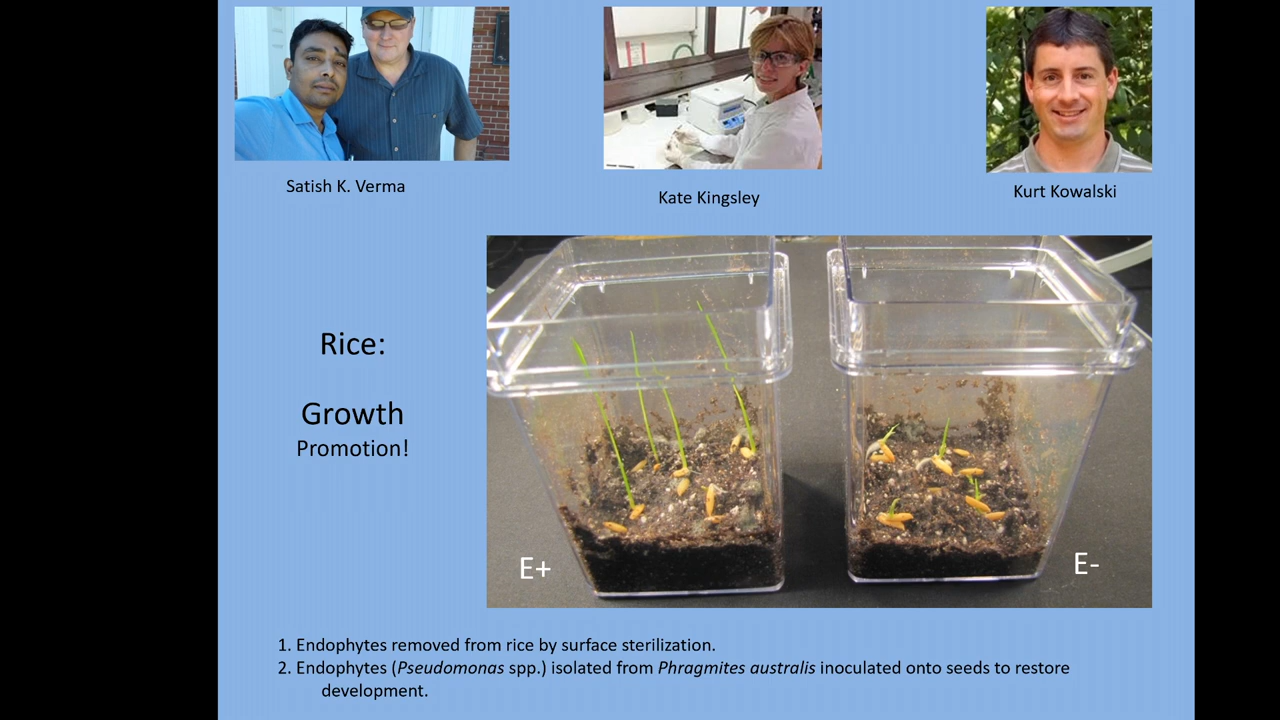 Satish K. Verma
Kate Kingsley
Kurt Kowalski
Rice:
Growth
Promotion!
E+
E-
1. Endophytes removed from rice by surface sterilization.
2. Endophytes (Pseudomonas spp.) isolated from Phragmites australis inoculated onto seeds to restore
development.